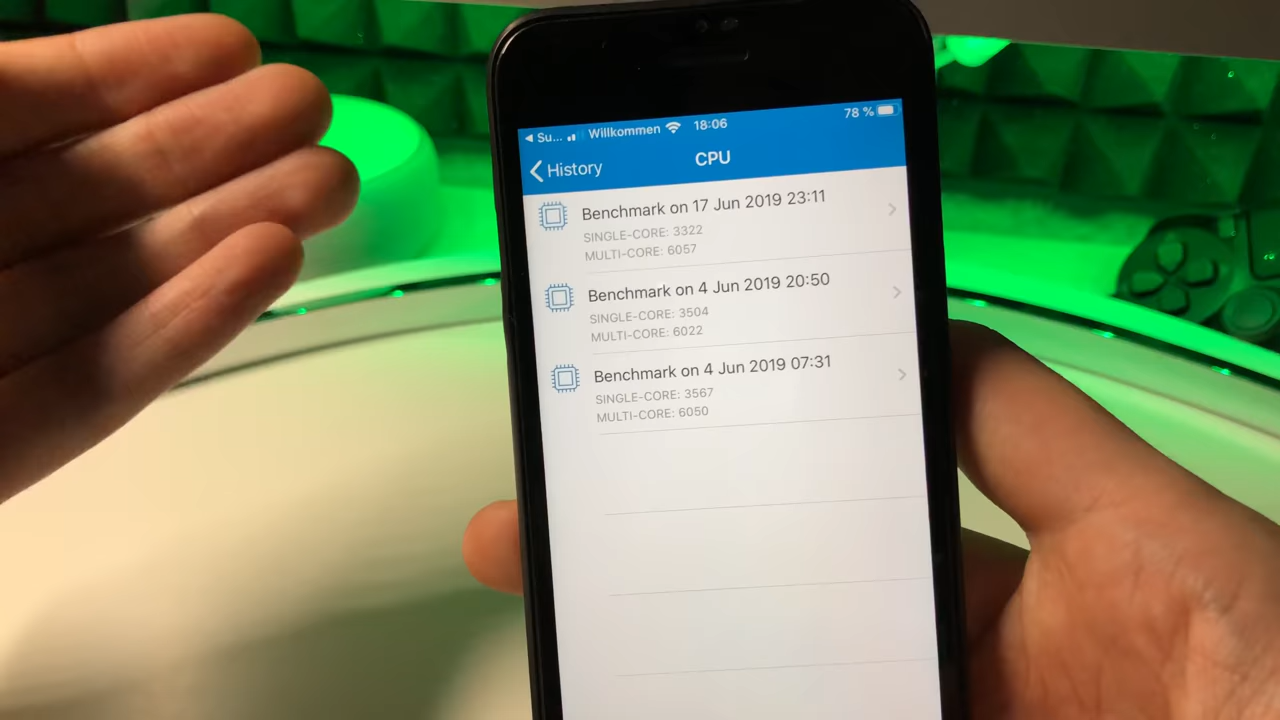 Su... Willkommen 18:06 78 %
History CPU
Benchmark on 17 Jun 2019 23:11
SINGLE-CORE: 3322
MULTI-CORE: 6057
Benchmark on 4 Jun 2019 20:50
SINGLE-CORE: 3504
MULTI-CORE: 6022
Benchmark on 4 Jun 2019 07:31
SINGLE-CORE: 3567
MULTI-CORE: 6050